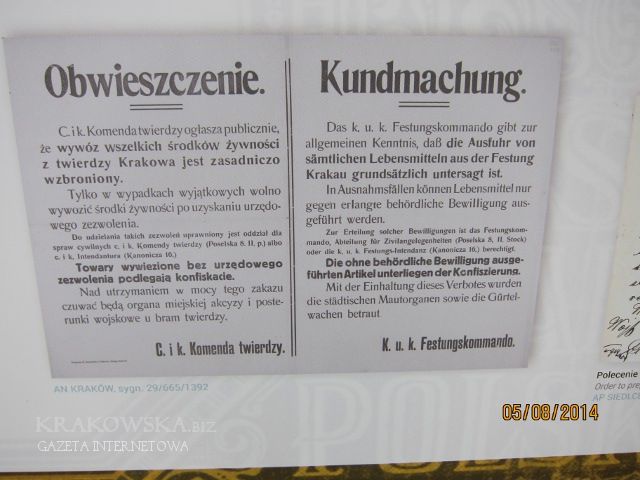 Obwieszczenie.
C. i k. Komenda twierdzy ogłasza publicznie,
że wywóz wszelkich środków żywności
z twierdzy Krakowa jest zasadniczo
wzbroniony.
Tylko w wypadkach wyjątkowych wolno
wywozić środki żywności po uzyskaniu urzędo-
wego zezwolenia.
Do udzielania takich zezwoleń uprawniony jest oddział dla
spraw cywilnych c. i k. Komendy twierdzy (Poselska 8. II. p.) albo
c. i k. Intendantura (Kanonicza 16.)
Towary wywiezione bez urzędowego
zezwolenia podlegają konfiskadie.
Nad utrzymaniem w mocy tego zakazu
czuwać będą organa miejskiej akcyzy i poste-
runki wojskowe u bram twierdzy.
C. i k. Komenda twierdzy.
Kundmachung.
Das k. u. k. Festungskommando gibt zur
allgemeinen Kenntnis, daß die Ausfuhr von
sämtlichen Lebensmitteln aus der Festung
Krakau grundsätzlich untersagt ist.
In Ausnahmsfällen können Lebensmittel nur
gegen erlangte behördliche Bewilligung aus-
geführt werden.
Zur Erteilung solcher Bewilligungen ist das Festungskom-
mando, Abteilung für Zivilangelegenheiten (Poselska 8. II. Stock)
oder die k. u. k. Festungs-Intendanz (Kanonicza 16.) berechtigt.
Die ohne behördliche Bewilligung ausge-
führten Artikel unterliegen der Konfiszierung.
Mit der Einhaltung dieses Verbotes wurden
die städtischen Mautorganen sowie die Gürtel-
wachen betraut
K. u. k. Festungskommando.
AN KRAKÓW, sygn. 29/665/1392
Polecenie
Order to pre
AP SIEDLCE
KRAKOWSKA.BIZ
GAZETA INTERNETOWA
05/08/2014